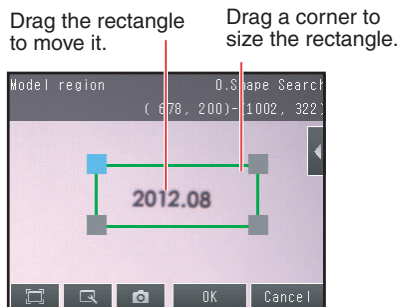 Drag the rectangle
to move it.
Drag a corner to
size the rectangle.
Model region 0.Shape Search
( 678, 200)-(1002, 322)
2012.08
OK Cancel